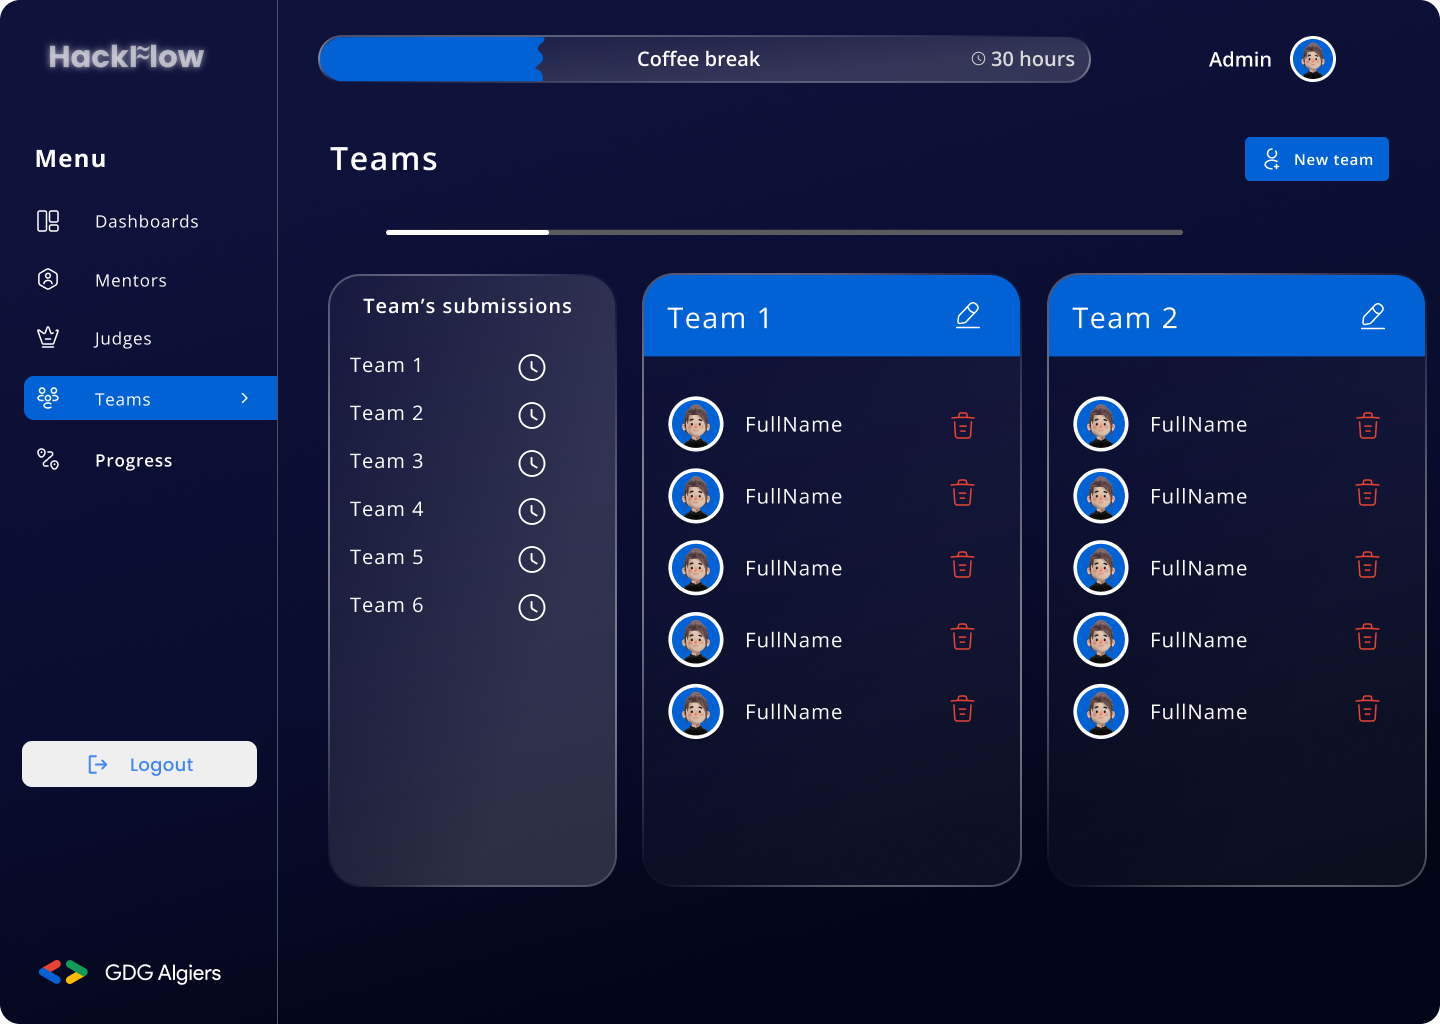 HackFlow
Coffee break
30 hours
Admin
Menu
Dashboards
Mentors
Judges
Teams
Progress
Logout
GDG Algiers
Teams
New team
Team’s submissions
Team 1
Team 2
Team 3
Team 4
Team 5
Team 6
Team 1
FullName
FullName
FullName
FullName
FullName
Team 2
FullName
FullName
FullName
FullName
FullName